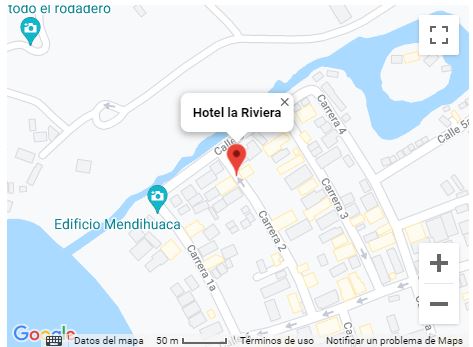 todo el rodadero
Hotel la Riviera
Calle
Carrera 4
Calle 5a
Carrera 3
Edificio Mendihuaca
Carrera 2
Carrera 1a
Google
Datos del mapa
50 m
Términos de uso
Notificar un problema de Maps